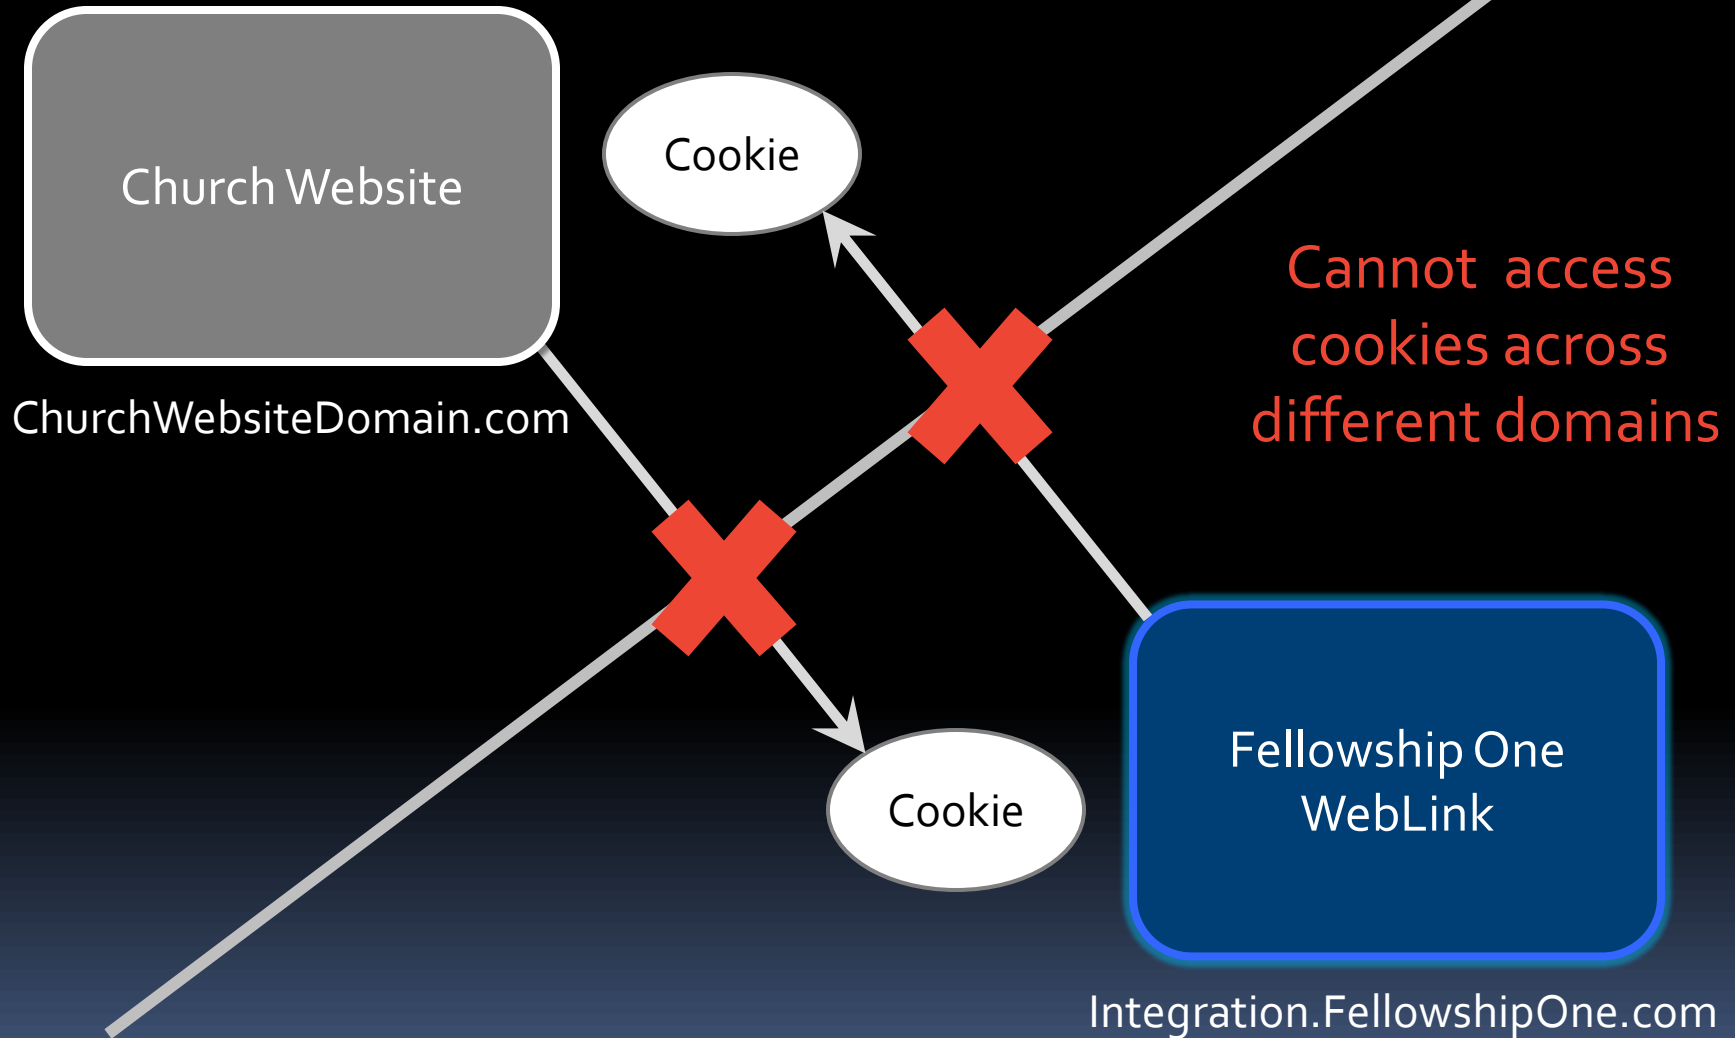 Church Website
ChurchWebsiteDomain.com
Cookie
Cannot access
cookies across
different domains
Cookie
Fellowship One
WebLink
Integration.FellowshipOne.com